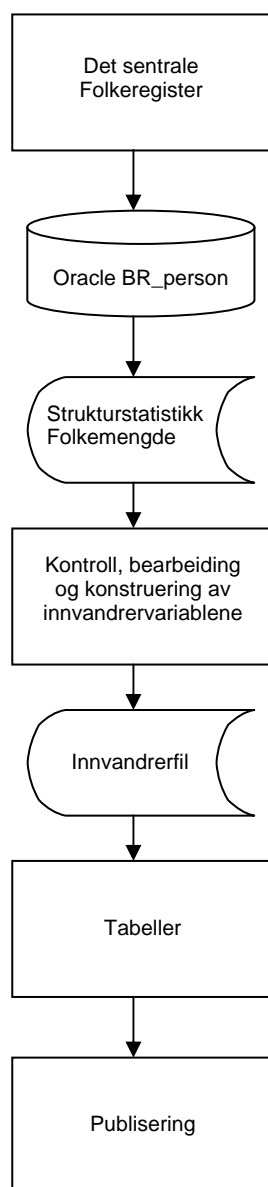 Det sentrale
Folkeregister
Oracle BR_person
Strukturstatistikk
Folkemengde
Kontroll, bearbeiding
og konstruering av
innvandrervariablene
Innvandrerfil
Tabeller
Publisering